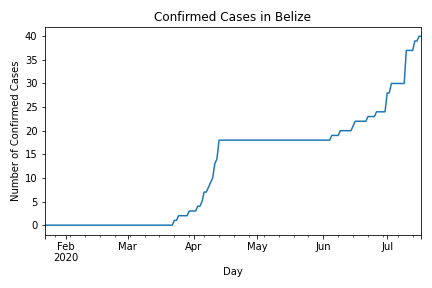 Confirmed Cases in Belize
Number of Confirmed Cases
40
35
30
25
20
15
10
5
0
Feb
2020
Mar
Apr
May
Jun
Jul
Day